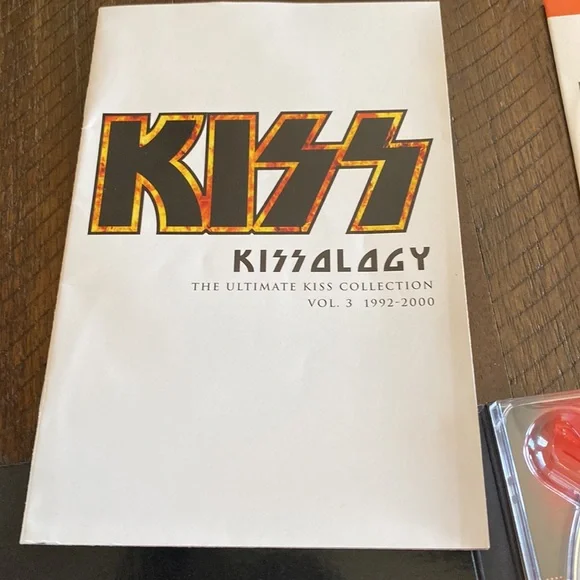 KISS
KISSOLOGY
THE ULTIMATE KISS COLLECTION
VOL. 3 1992-2000